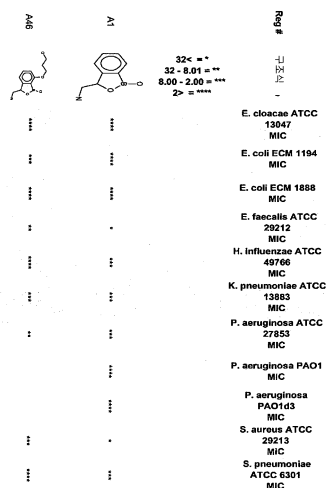 A46
A1
Reg #
구조식
32< = *
32 - 8.01 = **
8.00 - 2.00 = ***
2> = ****
**** **** E. cloacae ATCC
13047
MIC
*** **** E. coli ECM 1194
MIC
**** **** E. coli ECM 1888
MIC
** * E. faecalis ATCC
29212
MIC
**** *** H. influenzae ATCC
49766
MIC
*** *** K. pneumoniae ATCC
13883
MIC
** *** P. aeruginosa ATCC
27853
MIC
**** P. aeruginosa PAO1
MIC
**** P. aeruginosa
PAO1d3
MIC
*** * S. aureus ATCC
29213
MIC
**** ** S. pneumoniae
ATCC 6301
MIC